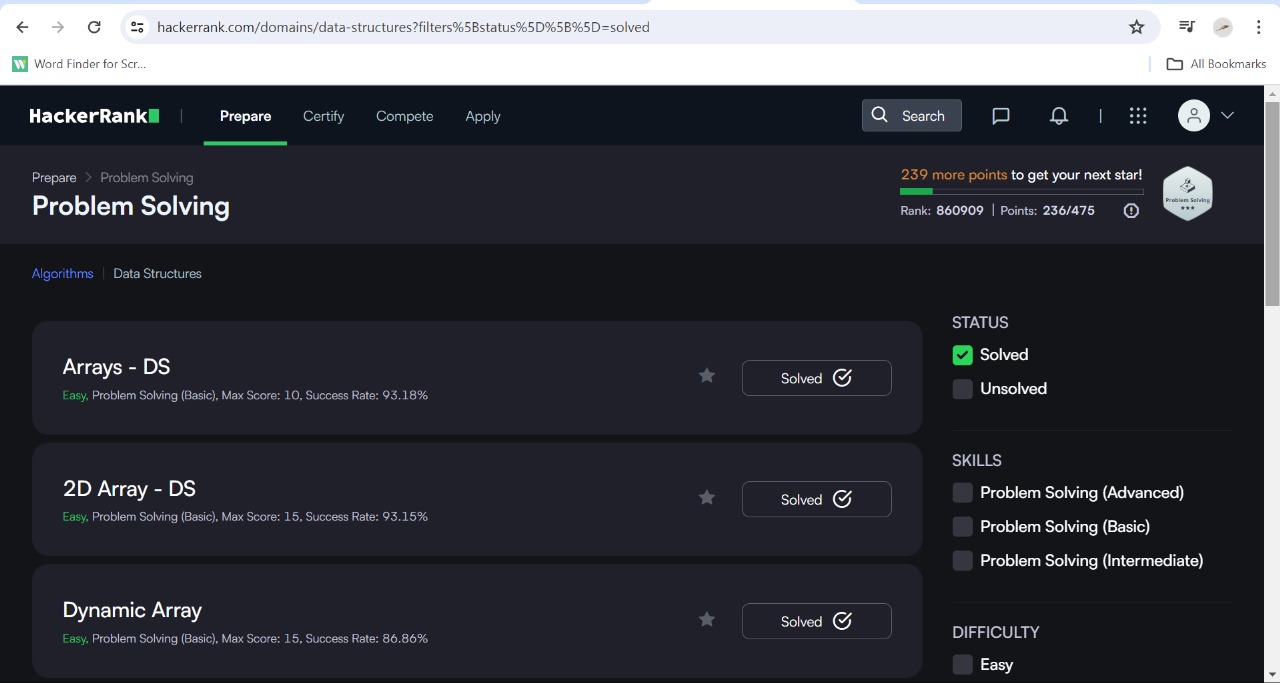 hackerrank.com/domains/data-structures?filters%5Bstatus%5D%5B%5D=solved
W Word Finder for Scr...
All Bookmarks
HackerRank
Prepare Certify Compete Apply
Search
Prepare > Problem Solving
Problem Solving
239 more points to get your next star!
Rank: 860909 | Points: 236/475
Problem Solving
Algorithms | Data Structures
Arrays - DS
Easy, Problem Solving (Basic), Max Score: 10, Success Rate: 93.18%
Solved
2D Array - DS
Easy, Problem Solving (Basic), Max Score: 15, Success Rate: 93.15%
Solved
Dynamic Array
Easy, Problem Solving (Basic), Max Score: 15, Success Rate: 86.86%
Solved
STATUS
Solved
Unsolved
SKILLS
Problem Solving (Advanced)
Problem Solving (Basic)
Problem Solving (Intermediate)
DIFFICULTY
Easy